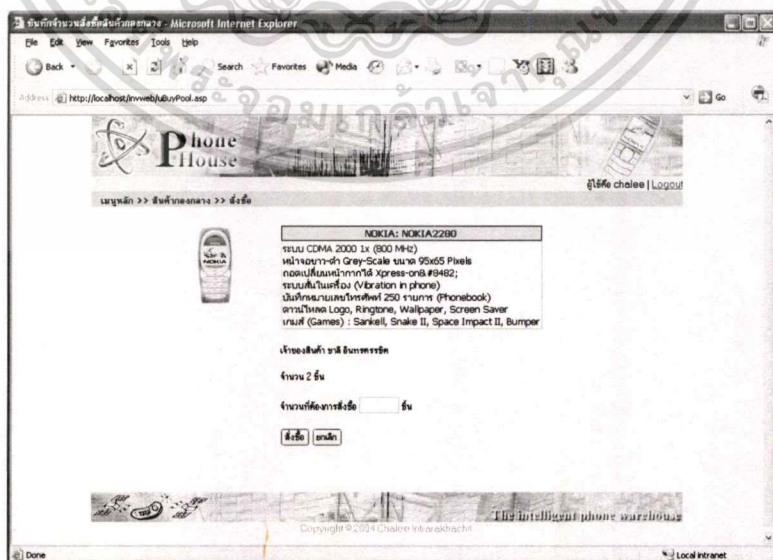 บันทึกจำนวนสั่งซื้อสินค้ากองกลาง - Microsoft Internet Explorer
File Edit View Favorites Tools Help
Back Search Favorites Media
Address http://localhost/invweb/uBuyPool.asp Go
Phone House
ผู้ใช้คือ chalee | Logout
เมนูหลัก >> สินค้ากองกลาง >> สั่งซื้อ
NOKIA: NOKIA2280
ระบบ CDMA 2000 1x (800 MHz)
หน้าจอขาว-ดำ Grey-Scale ขนาด 95x65 Pixels
ถอดเปลี่ยนหน้ากากได้ Xpress-on&#8482;
ระบบสั่นในเครื่อง (Vibration in phone)
บันทึกหมายเลขโทรศัพท์ 250 รายการ (Phonebook)
ดาวน์โหลด Logo, Ringtone, Wallpaper, Screen Saver
เกมส์ (Games) : Sankell, Snake II, Space Impact II, Bumper
NOKIA
เจ้าของสินค้า ชาลี อินทรครรชิต
จำนวน 2 ชิ้น
จำนวนที่ต้องการสั่งซื้อ ชิ้น
สั่งซื้อ ยกเลิก
The intelligent phone warehouse
Copyright © 2004 Chalee Intarakhachit
Done Local intranet